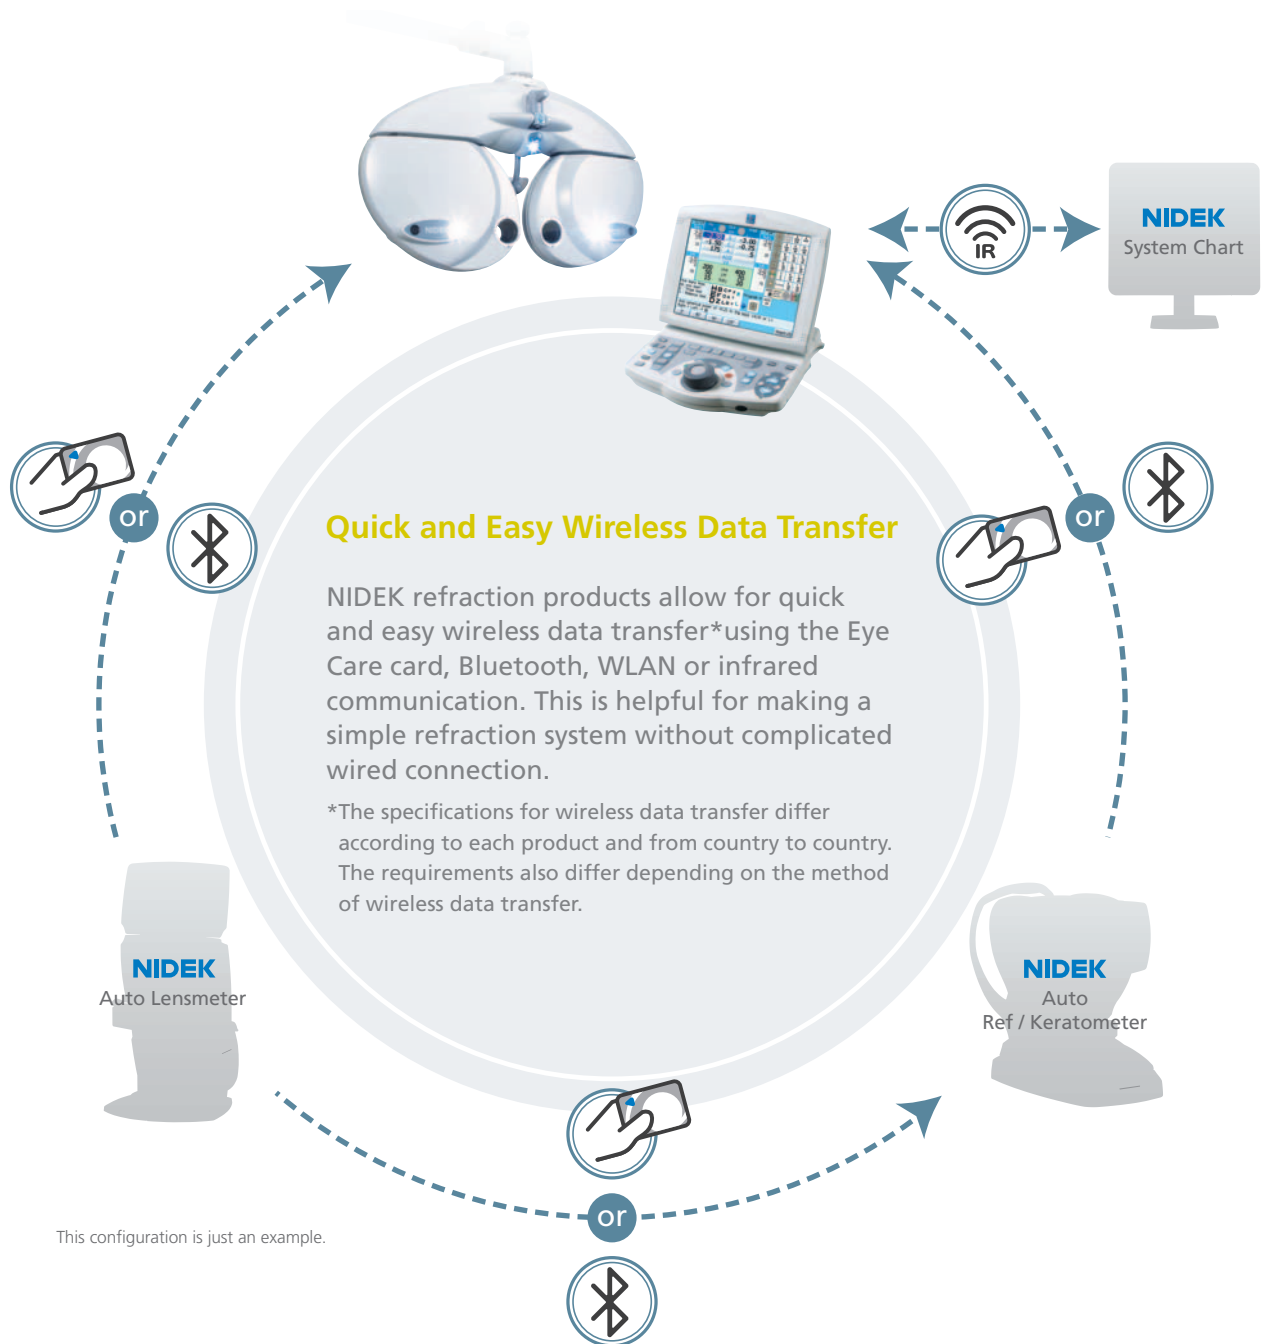 IR
NIDEK
System Chart
or
or
Quick and Easy Wireless Data Transfer
NIDEK refraction products allow for quick
and easy wireless data transfer*using the Eye
Care card, Bluetooth, WLAN or infrared
communication. This is helpful for making a
simple refraction system without complicated
wired connection.
*The specifications for wireless data transfer differ
according to each product and from country to country.
The requirements also differ depending on the method
of wireless data transfer.
NIDEK
Auto Lensmeter
NIDEK
Auto
Ref / Keratometer
or
This configuration is just an example.